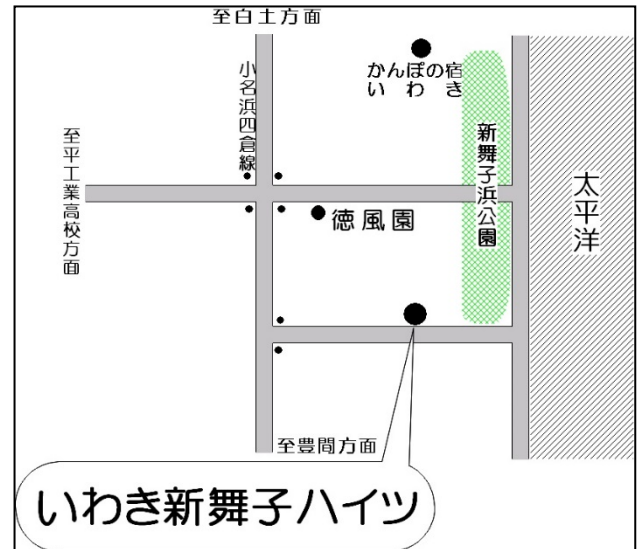 至白土方面
かんぽの宿
いわき
小名浜四倉線
至平工業高校方面
新舞子浜公園
太平洋
徳風園
至豊間方面
いわき新舞子ハイツ